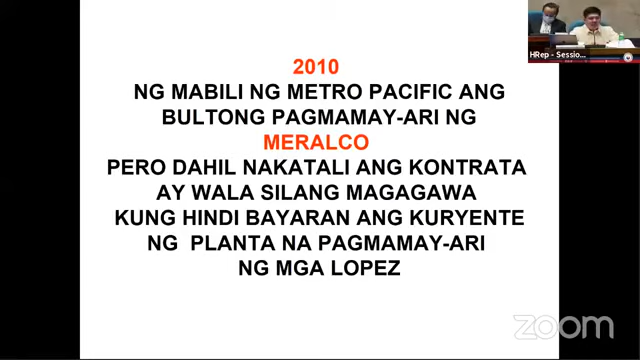 2010
NG MABILI NG METRO PACIFIC ANG
BULTONG PAGMAMAY-ARI NG
MERALCO
PERO DAHIL NAKATALI ANG KONTRATA
AY WALA SILANG MAGAGAWA
KUNG HINDI BAYARAN ANG KURYENTE
NG PLANTA NA PAGMAMAY-ARI
NG MGA LOPEZ
HRep - Sessio...
zoom